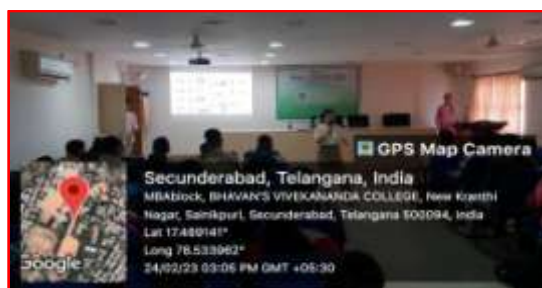 GPS Map Camera
Secunderabad, Telangana, India
MBAblock, BHAVAN'S VIVEKANANDA COLLEGE, New Kranthi
Nagar, Sainikpuri, Secunderabad, Telangana 500094, India
Lat 17.489141°
Long 78.533962°
24/02/23 03:05 PM GMT +05:30
Google